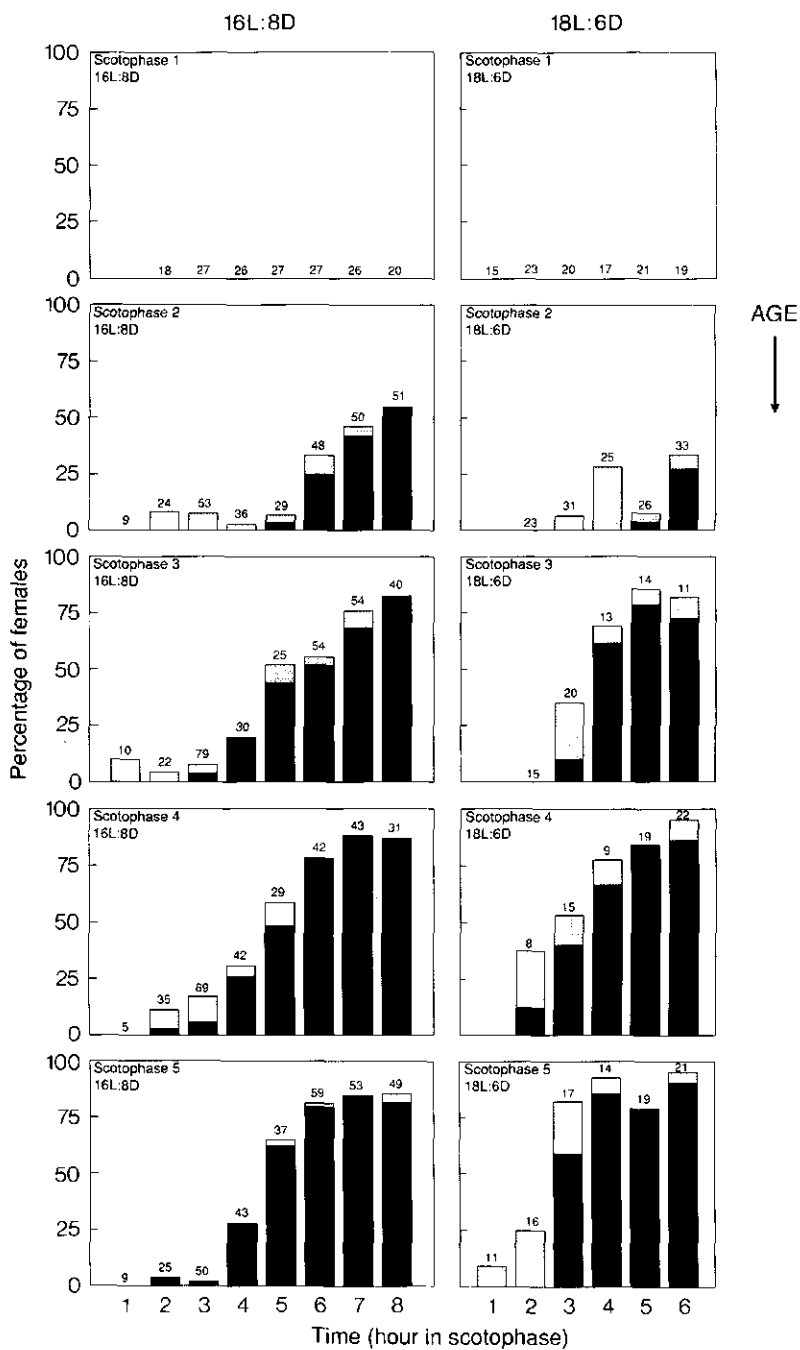 16L:8D 18L:6D
Scotophase 1
16L:8D
100
75
50
25
0
18 27 26 27 27 26 20
Scotophase 1
18L:6D
15 23 20 17 21 19
Scotophase 2
16L:8D
100
75
50
25
0
9 24 53 36 29 48 50 51
Scotophase 2
18L:6D
23 31 25 26 33
AGE
Scotophase 3
16L:8D
100
75
50
25
0
10 22 79 30 25 54 54 40
Scotophase 3
18L:6D
15 20 13 14 11
Percentage of females
Scotophase 4
16L:8D
100
75
50
25
0
5 35 89 42 29 42 43 31
Scotophase 4
18L:6D
8 15 9 19 22
Scotophase 5
16L:8D
100
75
50
25
0
9 25 50 43 37 59 53 49
Scotophase 5
18L:6D
11 16 17 14 19 21
1 2 3 4 5 6 7 8
1 2 3 4 5 6
Time (hour in scotophase)